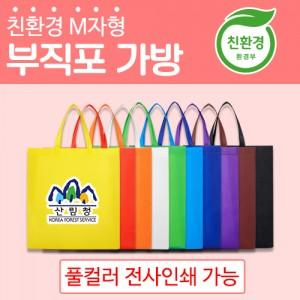 친환경 M자형
부직포 가방
친환경
환경부
산림청
KOREA FOREST SERVICE
풀컬러 전사인쇄 가능